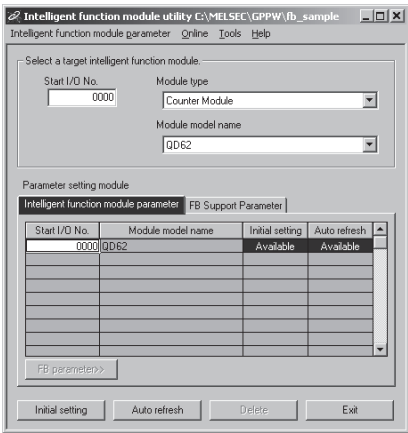 Intelligent function module utility C:\MELSEC\GPPW\fb_sample
Intelligent function module parameter Online Tools Help
Select a target intelligent function module.
Start I/O No. Module type
0000 Counter Module
Module model name
QD62
Parameter setting module
Intelligent function module parameter FB Support Parameter
Start I/O No. Module model name Initial setting Auto refresh
0000 QD62 Available Available
FB parameter>>
Initial setting Auto refresh Delete Exit